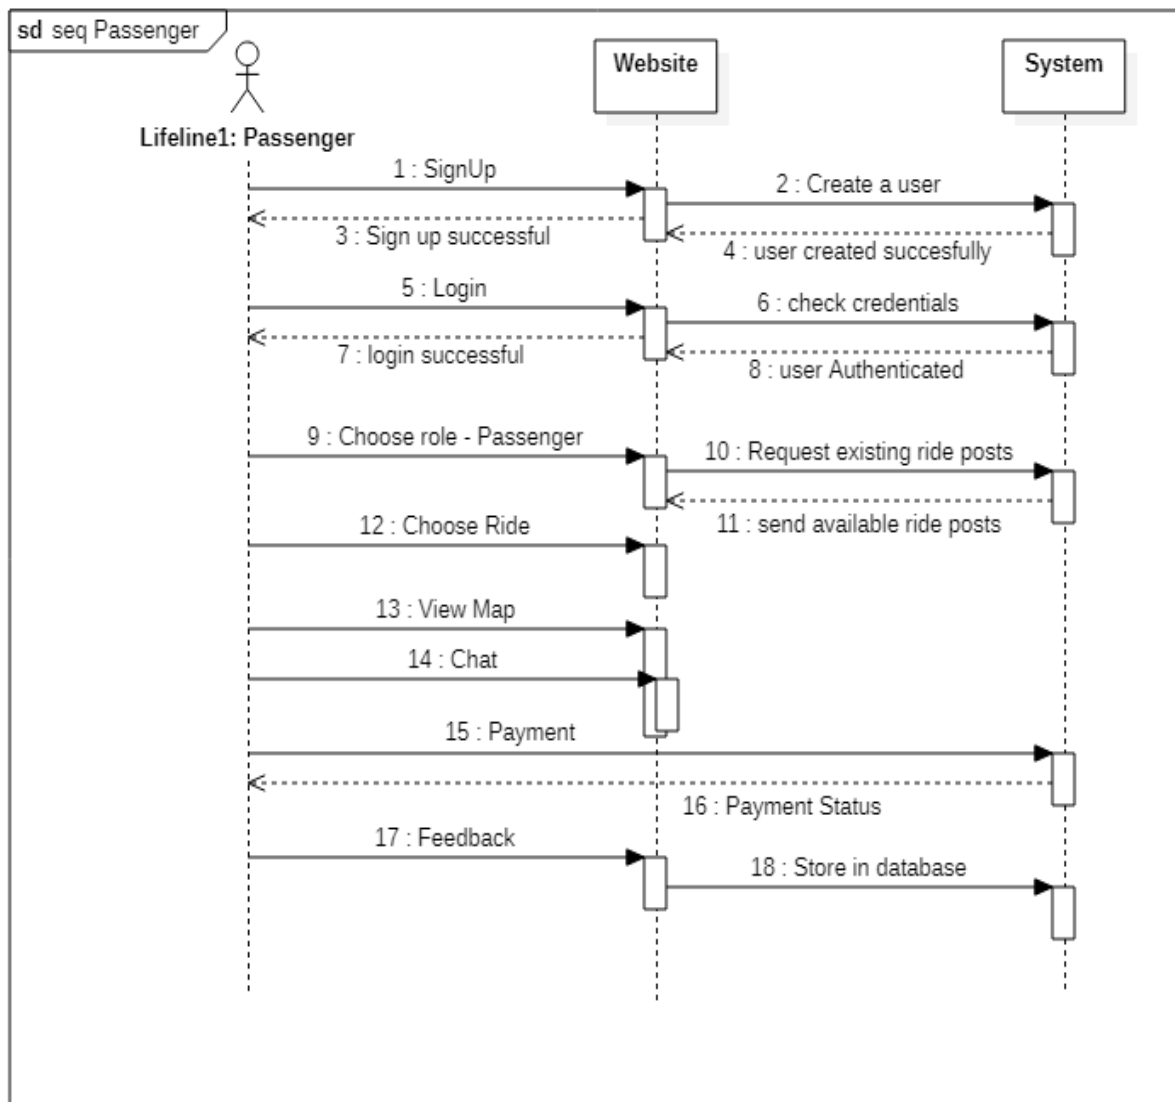 sd seq Passenger
Website
System
Lifeline1: Passenger
1 : SignUp
2 : Create a user
3 : Sign up successful
4 : user created succesfully
5 : Login
6 : check credentials
7 : login successful
8 : user Authenticated
9 : Choose role - Passenger
10 : Request existing ride posts
11 : send available ride posts
12 : Choose Ride
13 : View Map
14 : Chat
15 : Payment
16 : Payment Status
17 : Feedback
18 : Store in database